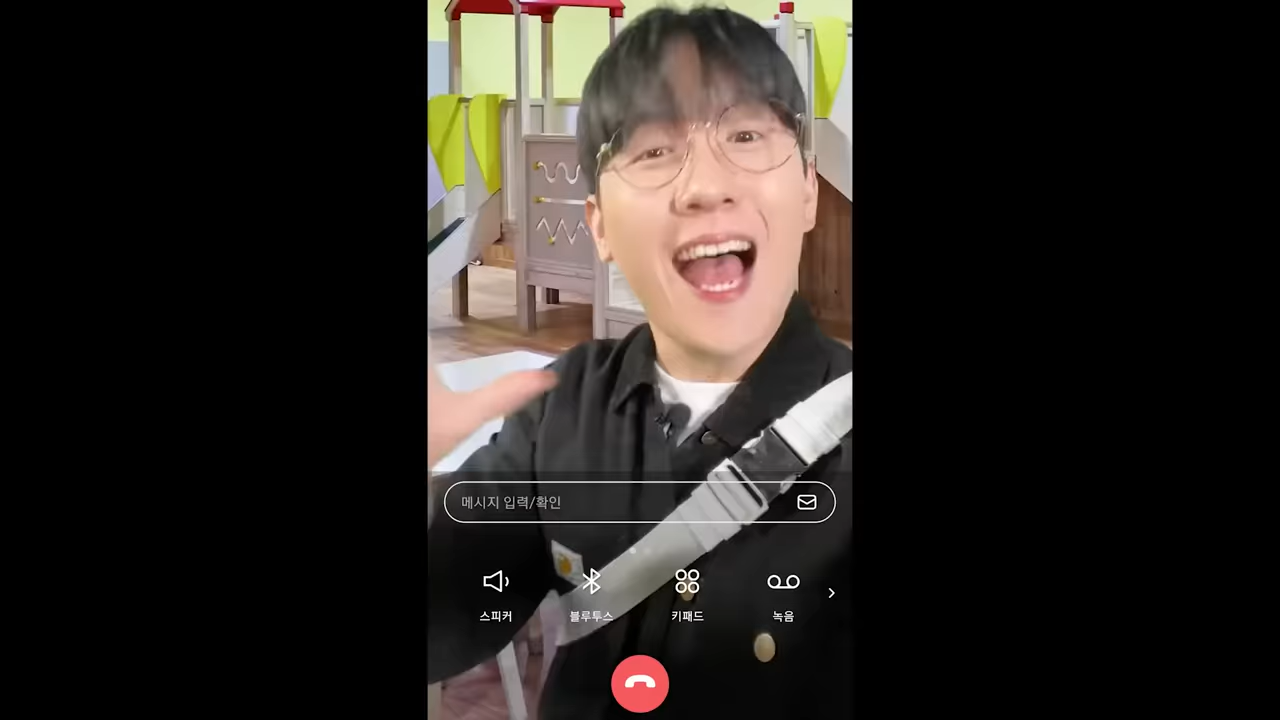 메시지 입력/확인
스피커
블루투스
키패드
녹음